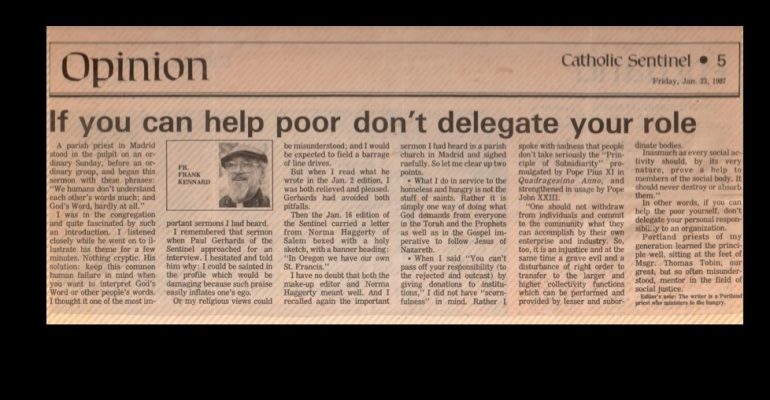 Opinion
Catholic Sentinel • 5
Friday, Jan. 23, 1987
If you can help poor don't delegate your role
A parish priest in Madrid
stood in the pulpit on an or-
dinary Sunday, before an or-
dinary group, and began this
sermon with these phrases:
"We humans don't understand
each other's words much; and
God's Word, hardly at all."
I was in the congregation
and quite fascinated by such
an introduction. I listened
closely while he went on to il-
lustrate his theme for a few
minutes. Nothing cryptic. His
solution: keep this common
human failure in mind when
you want to interpret God's
Word or other people's words.
I thought it one of the most im-
FR.
FRANK
KENNARD
portant sermons I had heard.
I remembered that sermon
when Paul Gerhards of the
Sentinel approached for an
interview. I hesitated and told
him why: I could be sainted in
the profile which would be
damaging because such praise
easily inflates one's ego.
Or my religious views could
be misunderstood; and I would
be expected to field a barrage
of line drives.
But when I read what he
wrote in the Jan. 2 edition, I
was both relieved and pleased.
Gerhards had avoided both
pitfalls.
Then the Jan. 16 edition of
the Sentinel carried a letter
from Norma Haggerty of
Salem boxed with a holy
sketch, with a banner heading:
"In Oregon we have our own
St. Francis."
I have no doubt that both the
make-up editor and Norma
Haggerty meant well. And I
recalled again the important
sermon I had heard in a parish
church in Madrid and sighed
ruefully. So let me clear up two
points.
• What I do in service to the
homeless and hungry is not the
stuff of saints. Rather it is
simply one way of doing what
God demands from everyone
in the Torah and the Prophets
as well as in the Gospel im-
perative to follow Jesus of
Nazareth.
• When I said "You can't
pass off your responsibility (to
the rejected and outcast) by
giving donations to institu-
tions," I did not have "scorn-
fulness" in mind. Rather I
spoke with sadness that people
don't take seriously the "Prin-
ciple of Subsidiarity" pro-
mulgated by Pope Pius XI in
Quadragesimo Anno, and
strengthened in usage by Pope
John XXIII.
"One should not withdraw
from individuals and commit
to the community what they
can accomplish by their own
enterprise and industry. So,
too, it is an injustice and at the
same time a grave evil and a
disturbance of right order to
transfer to the larger and
higher collectivity functions
which can be performed and
provided by lesser and subor-
dinate bodies.
Inasmuch as every social ac-
tivity should, by its very
nature, prove a help to
members of the social body. It
should never destroy or absorb
them."
In other words, if you can
help the poor yourself, don't
delegate your personal respon-
sibility to an organization.
Portland priests of my
generation learned the princi-
ple well, sitting at the feet of
Msgr. Thomas Tobin, our
great, but so often misunder-
stood, mentor in the field of
social justice.
Editor's note: The writer is a Portland
priest who ministers to the hungry.